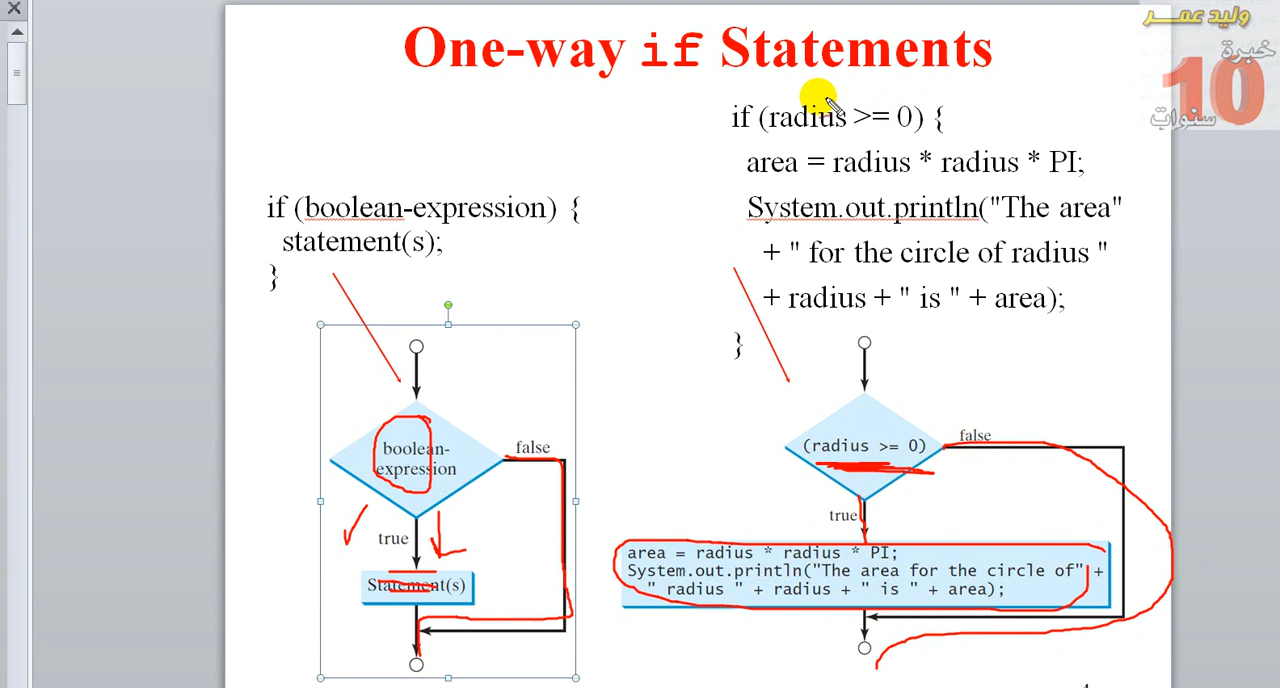 One-way if Statements
وليد عمر
خبرة
10
سنوات
if (radius >= 0) {
area = radius * radius * PI;
System.out.println("The area"
+ " for the circle of radius "
+ radius + " is " + area);
}
if (boolean-expression) {
statement(s);
}
boolean-
expression
false
true
Statement(s)
(radius >= 0)
false
true
area = radius * radius * PI;
System.out.println("The area for the circle of" +
" radius " + radius + " is " + area);